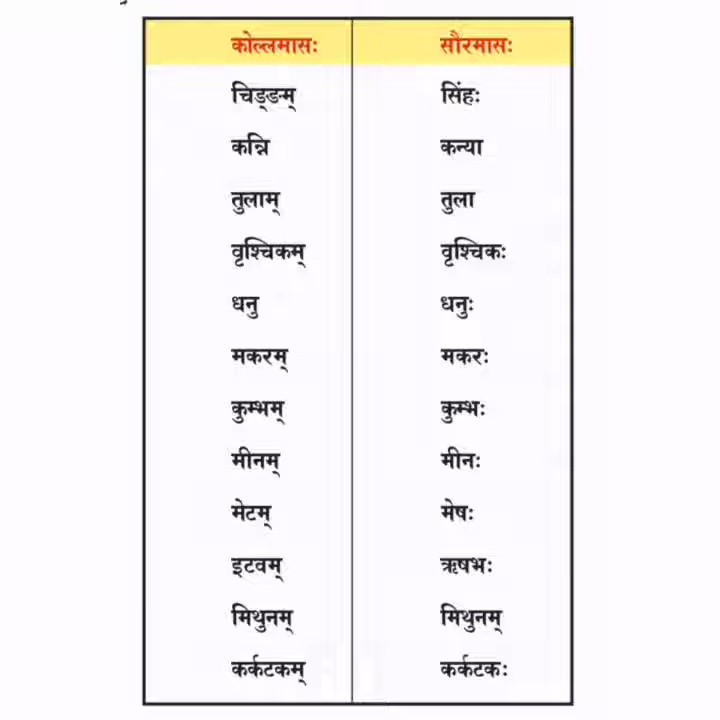 कोल्लमासः सौरमासः
चिङ्ङम् सिंहः
कन्नि कन्या
तुलाम् तुला
वृश्चिकम् वृश्चिकः
धनु धनुः
मकरम् मकरः
कुम्भम् कुम्भः
मीनम् मीनः
मेटम् मेषः
इटवम् ऋषभः
मिथुनम् मिथुनम्
कर्कटकम् कर्कटकः